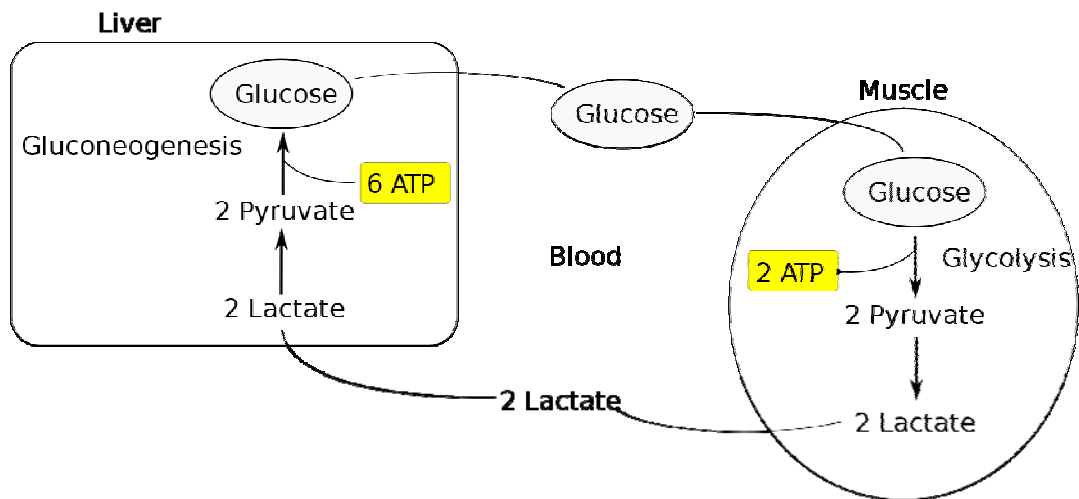 Liver
Glucose
Gluconeogenesis
6 ATP
2 Pyruvate
2 Lactate
Glucose
Blood
2 Lactate
Muscle
Glucose
Glycolysis
2 ATP
2 Pyruvate
2 Lactate